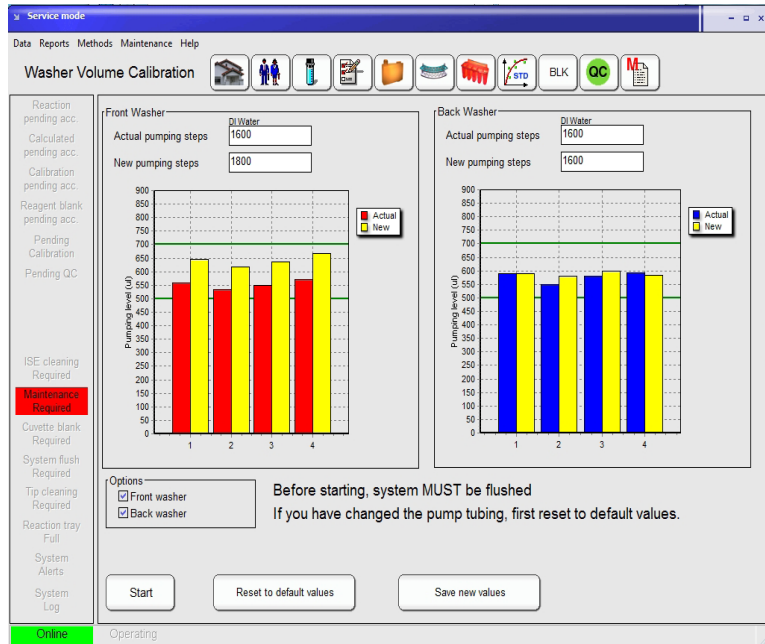 Service mode
Data Reports Methods Maintenance Help
Washer Volume Calibration
STD
BLK
QC
M
Reaction
pending acc.
Calculated
pending acc.
Calibration
pending acc.
Reagent blank
pending acc.
Pending
Calibration
Pending QC
ISE cleaning
Required
Maintenance
Required
Cuvette blank
Required
System flush
Required
Tip cleaning
Required
Reaction tray
Full
System
Alerts
System
Log
Front Washer
DI Water
Actual pumping steps 1600
New pumping steps 1800
900
850
800
750
700
650
600
550
500
450
400
350
300
250
200
150
100
50
0
Pumping level (ul)
1 2 3 4
Actual
New
Back Washer
DI Water
Actual pumping steps 1600
New pumping steps 1600
900
850
800
750
700
650
600
550
500
450
400
350
300
250
200
150
100
50
0
Pumping level (ul)
1 2 3 4
Actual
New
Options
Front washer
Back washer
Before starting, system MUST be flushed
If you have changed the pump tubing, first reset to default values.
Start
Reset to default values
Save new values
Online
Operating